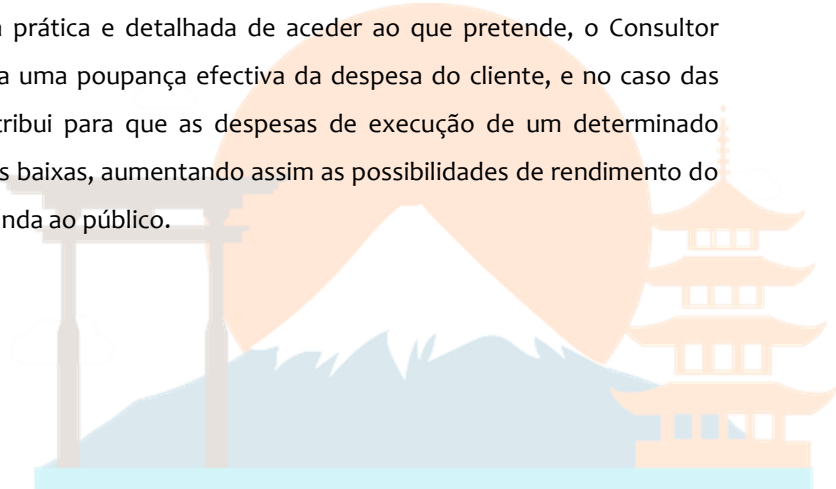 prática e detalhada de aceder ao que pretende, o Consultor
a uma poupança efectiva da despesa do cliente, e no caso das
tribui para que as despesas de execução de um determinado
s baixas, aumentando assim as possibilidades de rendimento do
nda ao público.